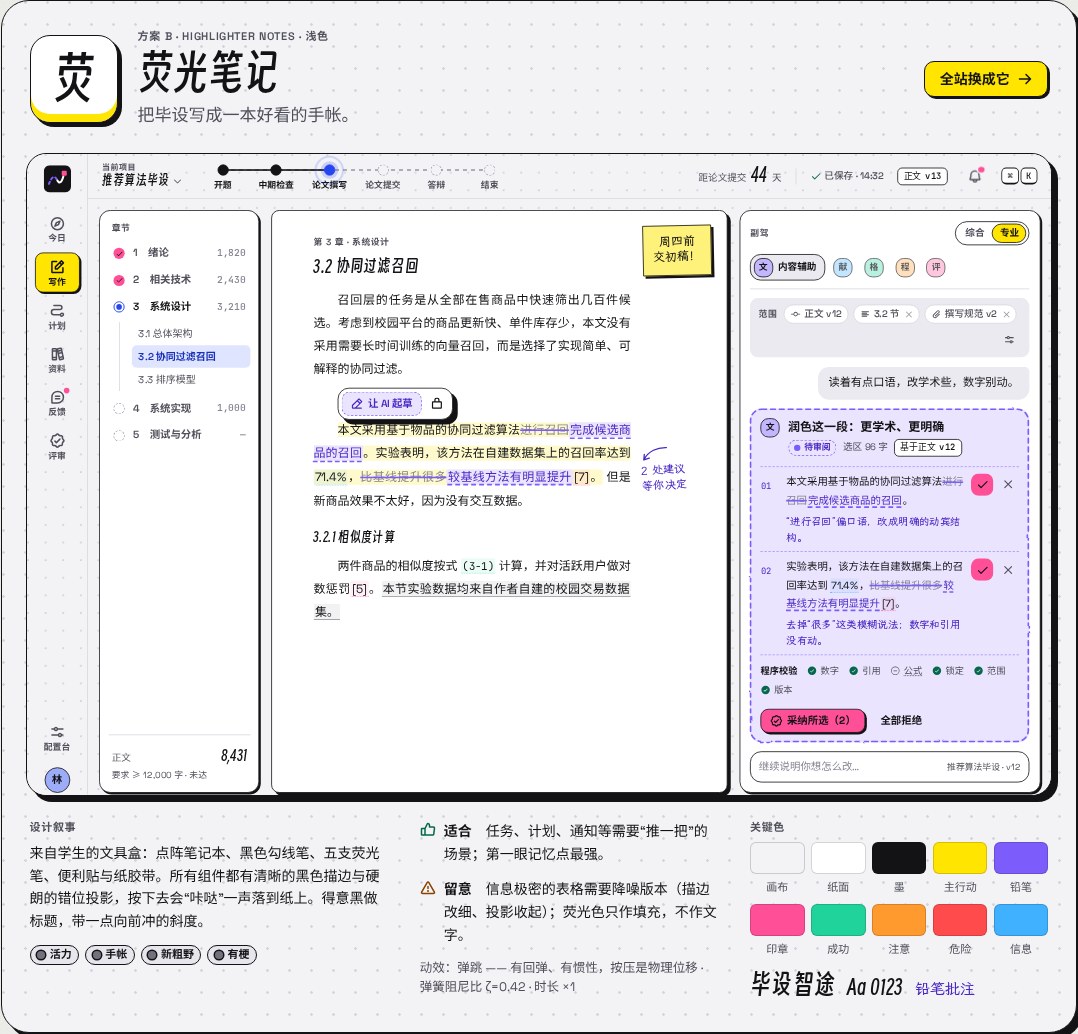 荧
方案 B · HIGHLIGHTER NOTES · 浅色
荧光笔记
把毕设写成一本好看的手帐。
全站换成它 →
当前项目
推荐算法毕设
开题
中期检查
论文撰写
论文提交
答辩
结束
距论文提交 44 天
已保存 · 14:32
正文 v13
⌘ K
今日
写作
计划
资料
反馈
评审
配置台
林
章节
1 绪论 1,820
2 相关技术 2,430
3 系统设计 3,210
3.1 总体架构
3.2 协同过滤召回
3.3 排序模型
4 系统实现 1,000
5 测试与分析 —
正文 8,431
要求 ≥ 12,000 字 · 未达
第 3 章 · 系统设计
3.2 协同过滤召回
周四前
交初稿！
召回层的任务是从全部在售商品中快速筛出几百件候
选。考虑到校园平台的商品更新快、单件库存少，本文没有
采用需要长时间训练的向量召回，而是选择了实现简单、可
解释的协同过滤。
让 AI 起草
本文采用基于物品的协同过滤算法进行召回完成候选商
品的召回。实验表明，该方法在自建数据集上的召回率达到
71.4%，比基线提升很多较基线方法有明显提升[7]。 但是
新商品效果不太好，因为没有交互数据。
2 处建议
等你决定
3.2.1 相似度计算
两件商品的相似度按式 (3-1) 计算，并对活跃用户做对
数惩罚[5]。 本节实验数据均来自作者自建的校园交易数据
集。
副驾
综合 专业
文 内容辅助 献 格 程 评
范围 正文 v12 3.2 节 × 撰写规范 v2 ×
读着有点口语，改学术些，数字别动。
文 润色这一段：更学术、更明确
待审阅 选区 96 字 基于正文 v12
01 本文采用基于物品的协同过滤算法进行
召回完成候选商品的召回。
“进行召回”偏口语，改成明确的动宾结
构。
02 实验表明，该方法在自建数据集上的召
回率达到 71.4%，比基线提升很多较
基线方法有明显提升[7]。
去掉“很多”这类模糊说法；数字和引用
没有动。
程序校验 数字 引用 公式 锁定 范围
版本
采纳所选（2） 全部拒绝
继续说明你想怎么改… 推荐算法毕设 · v12
设计叙事
来自学生的文具盒：点阵笔记本、黑色勾线笔、五支荧光
笔、便利贴与纸胶带。所有组件都有清晰的黑色描边与硬
朗的错位投影，按下去会“咔哒”一声落到纸上。得意黑做
标题，带一点向前冲的斜度。
活力 手帐 新粗野 有梗
适合 任务、计划、通知等需要“推一把”的
场景；第一眼记忆点最强。
留意 信息极密的表格需要降噪版本（描边
改细、投影收起）；荧光色只作填充，不作文
字。
动效：弹跳 —— 有回弹、有惯性，按压是物理位移 ·
弹簧阻尼比 ζ=0.42 · 时长 ×1
关键色
画布 纸面 墨 主行动 铅笔
印章 成功 注意 危险 信息
毕设智途 Aa 0123 铅笔批注